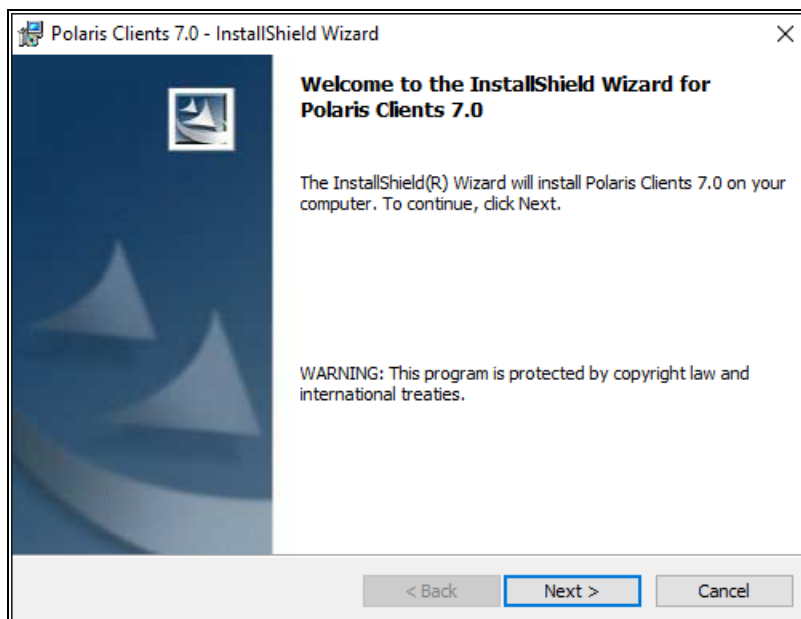 Polaris Clients 7.0 - InstallShield Wizard
Welcome to the InstallShield Wizard for
Polaris Clients 7.0
The InstallShield(R) Wizard will install Polaris Clients 7.0 on your
computer. To continue, click Next.
WARNING: This program is protected by copyright law and
international treaties.
< Back
Next >
Cancel